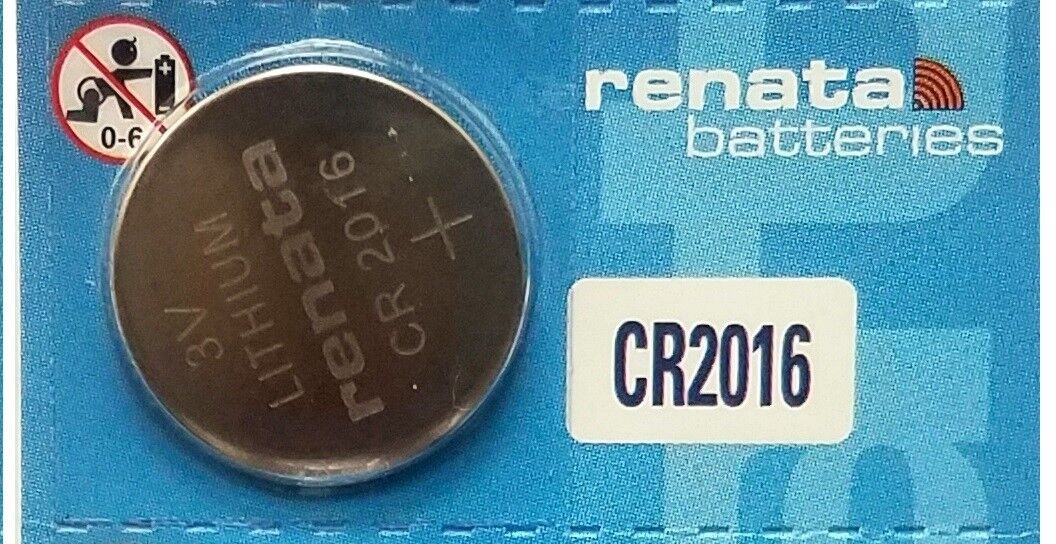 0-6
renata
batteries
+
CR 2016
renata
LITHIUM
3V
CR2016